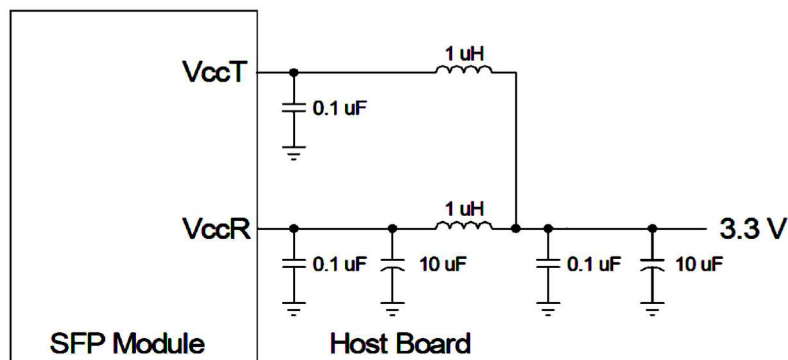 1 uH
VccT
0.1 uF
1 uH
VccR
3.3 V
0.1 uF
10 uF
0.1 uF
10 uF
SFP Module
Host Board